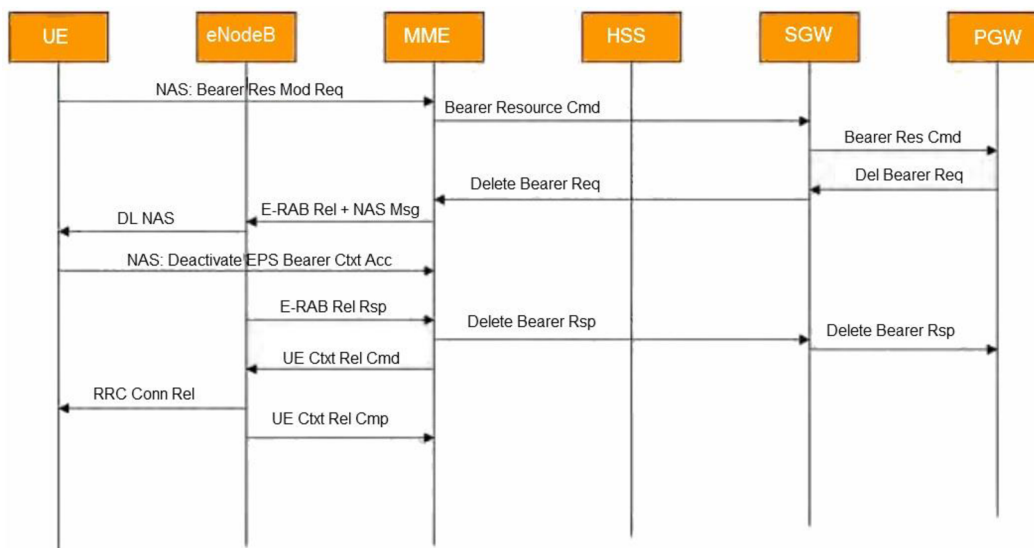 UE
eNodeB
MME
HSS
SGW
PGW
NAS: Bearer Res Mod Req
Bearer Resource Cmd
Bearer Res Cmd
Del Bearer Req
Delete Bearer Req
E-RAB Rel + NAS Msg
DL NAS
NAS: Deactivate EPS Bearer Ctxt Acc
E-RAB Rel Rsp
Delete Bearer Rsp
Delete Bearer Rsp
UE Ctxt Rel Cmd
RRC Conn Rel
UE Ctxt Rel Cmp